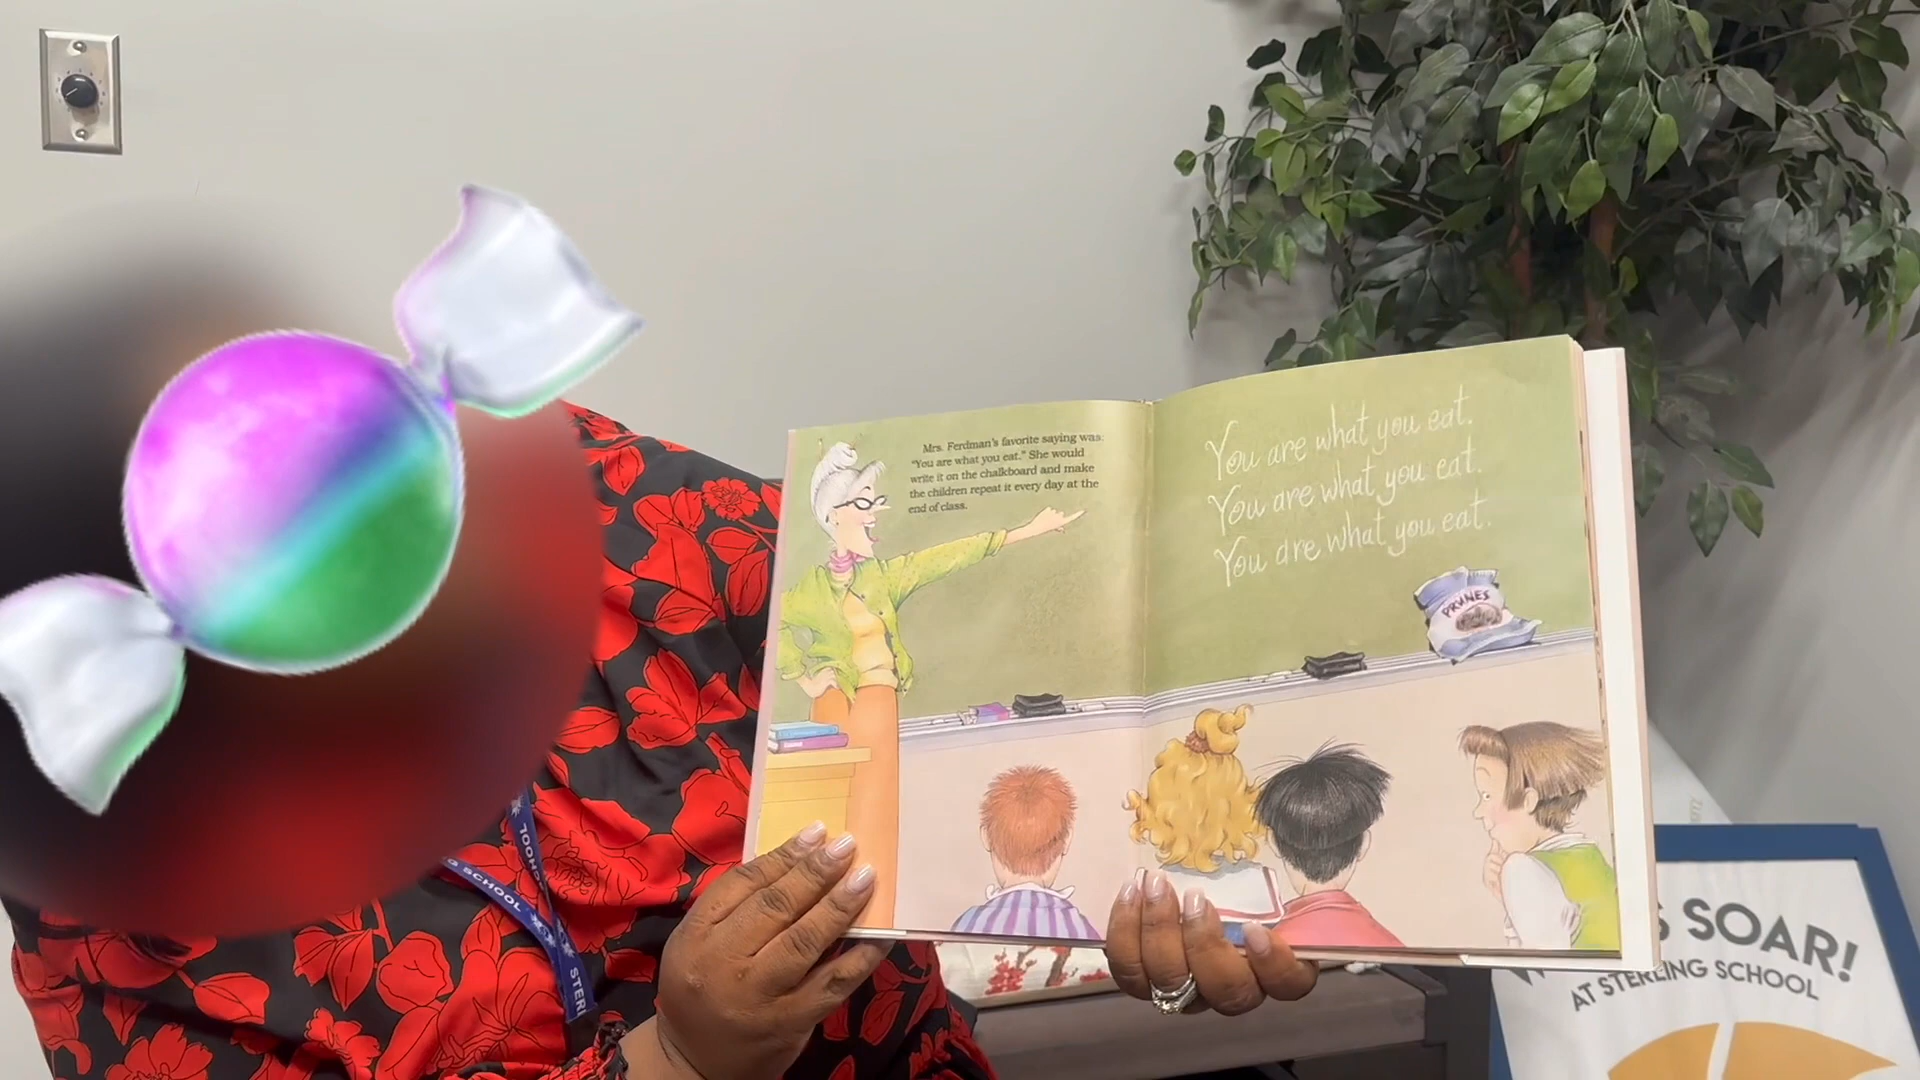 Mrs. Ferdman's favorite saying was:
"You are what you eat." She would
write it on the chalkboard and make
the children repeat it every day at the
end of class.
You are what you eat.
You are what you eat.
You are what you eat.
PRUNES
SCHOOL
SCHOOL
SOAR!
AT STERLING SCHOOL